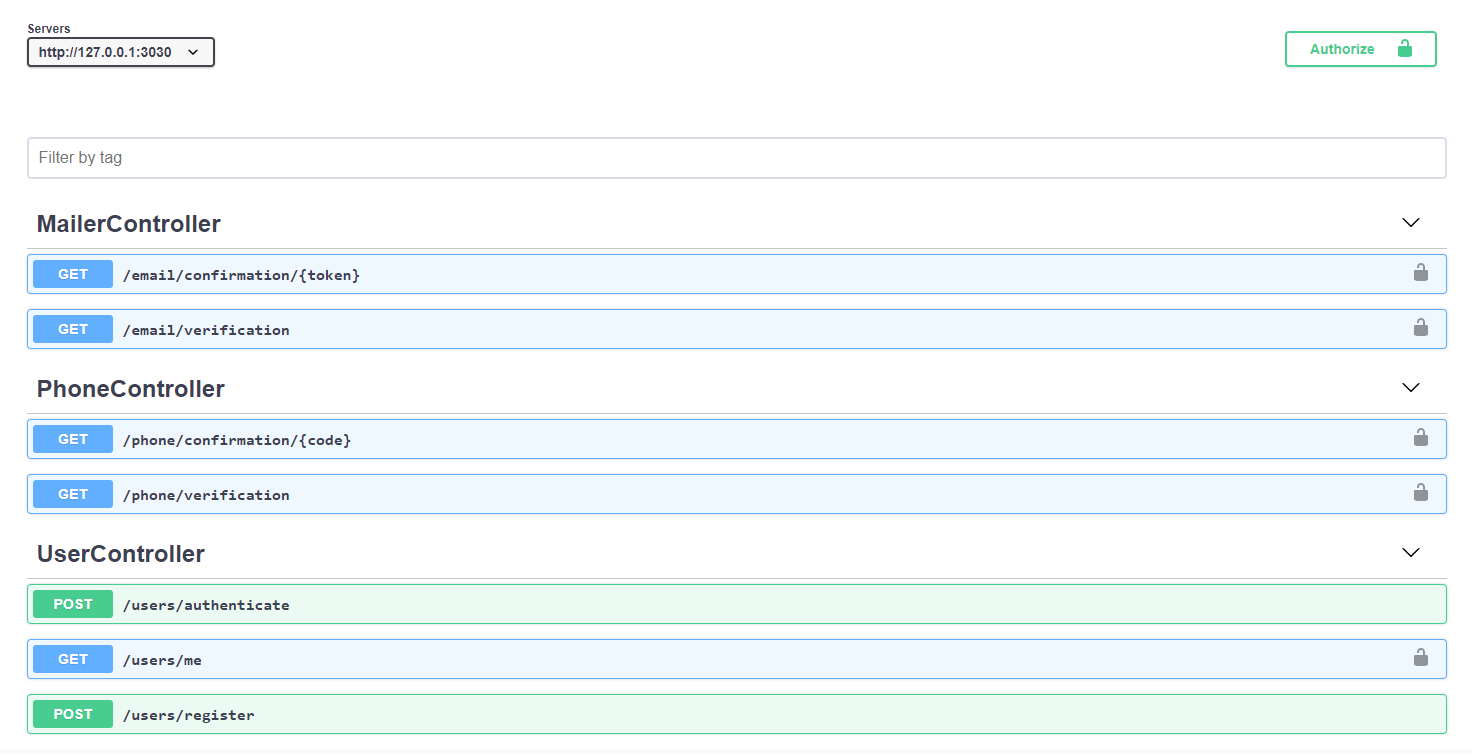 Servers
http://127.0.0.1:3030
Authorize
Filter by tag
MailerController
GET /email/confirmation/{token}
GET /email/verification
PhoneController
GET /phone/confirmation/{code}
GET /phone/verification
UserController
POST /users/authenticate
GET /users/me
POST /users/register